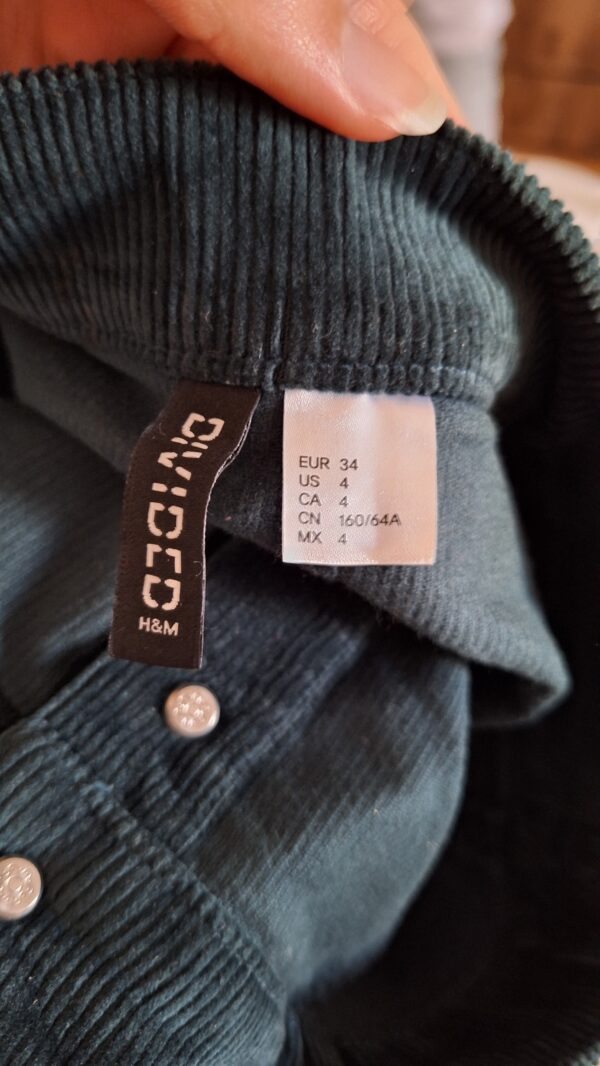 DIVIDED
H&M
EUR 34
US 4
CA 4
CN 160/64A
MX 4